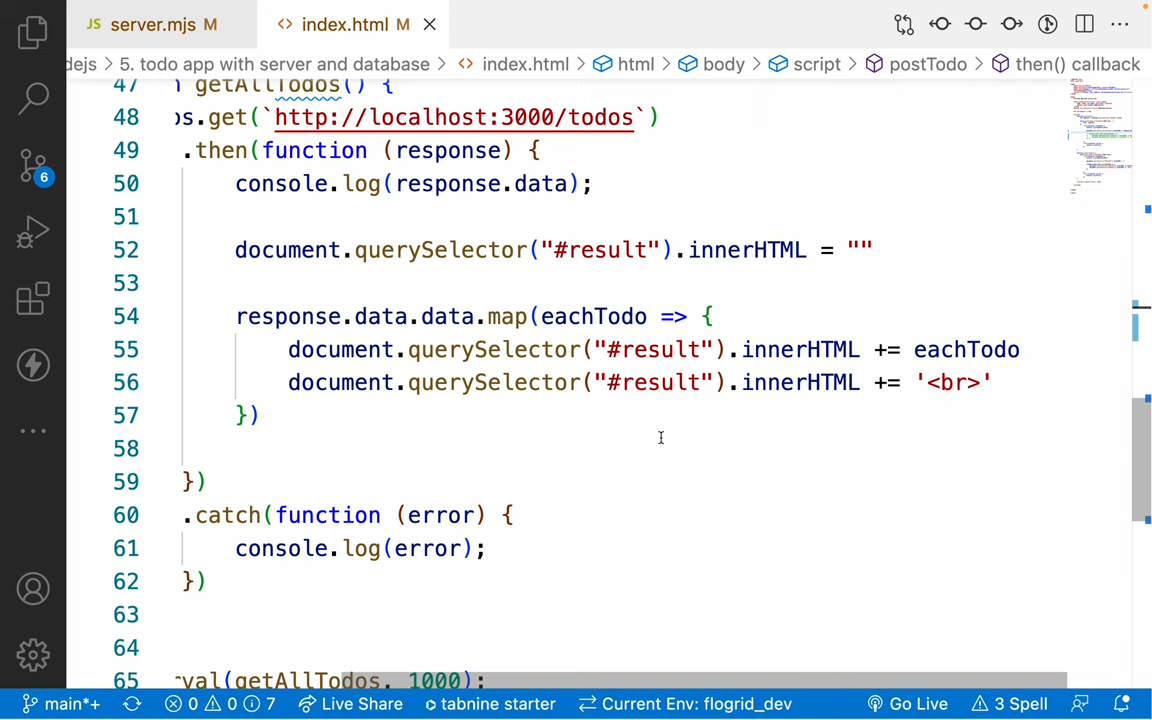 JS server.mjs M
<> index.html M
dejs > 5. todo app with server and database > <> index.html > html > body > script > postTodo > then() callback
47 n getAllTodos() {
48 os.get(`http://localhost:3000/todos`)
49 .then(function (response) {
50 console.log(response.data);
51
52 document.querySelector("#result").innerHTML = ""
53
54 response.data.data.map(eachTodo => {
55 document.querySelector("#result").innerHTML += eachTodo
56 document.querySelector("#result").innerHTML += '<br>'
57 })
58
59 })
60 .catch(function (error) {
61 console.log(error);
62 })
63
64
65 rval(getAllTodos, 1000);
6
main*+ 0 0 7 Live Share tabnine starter Current Env: flogrid_dev Go Live 3 Spell